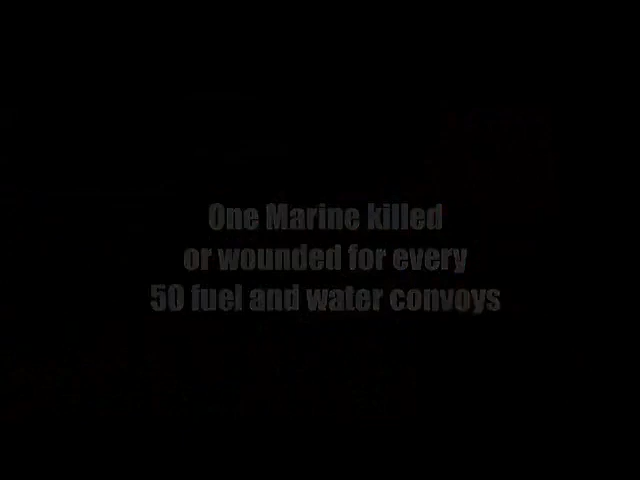 One Marine killed
or wounded for every
50 fuel and water convoys